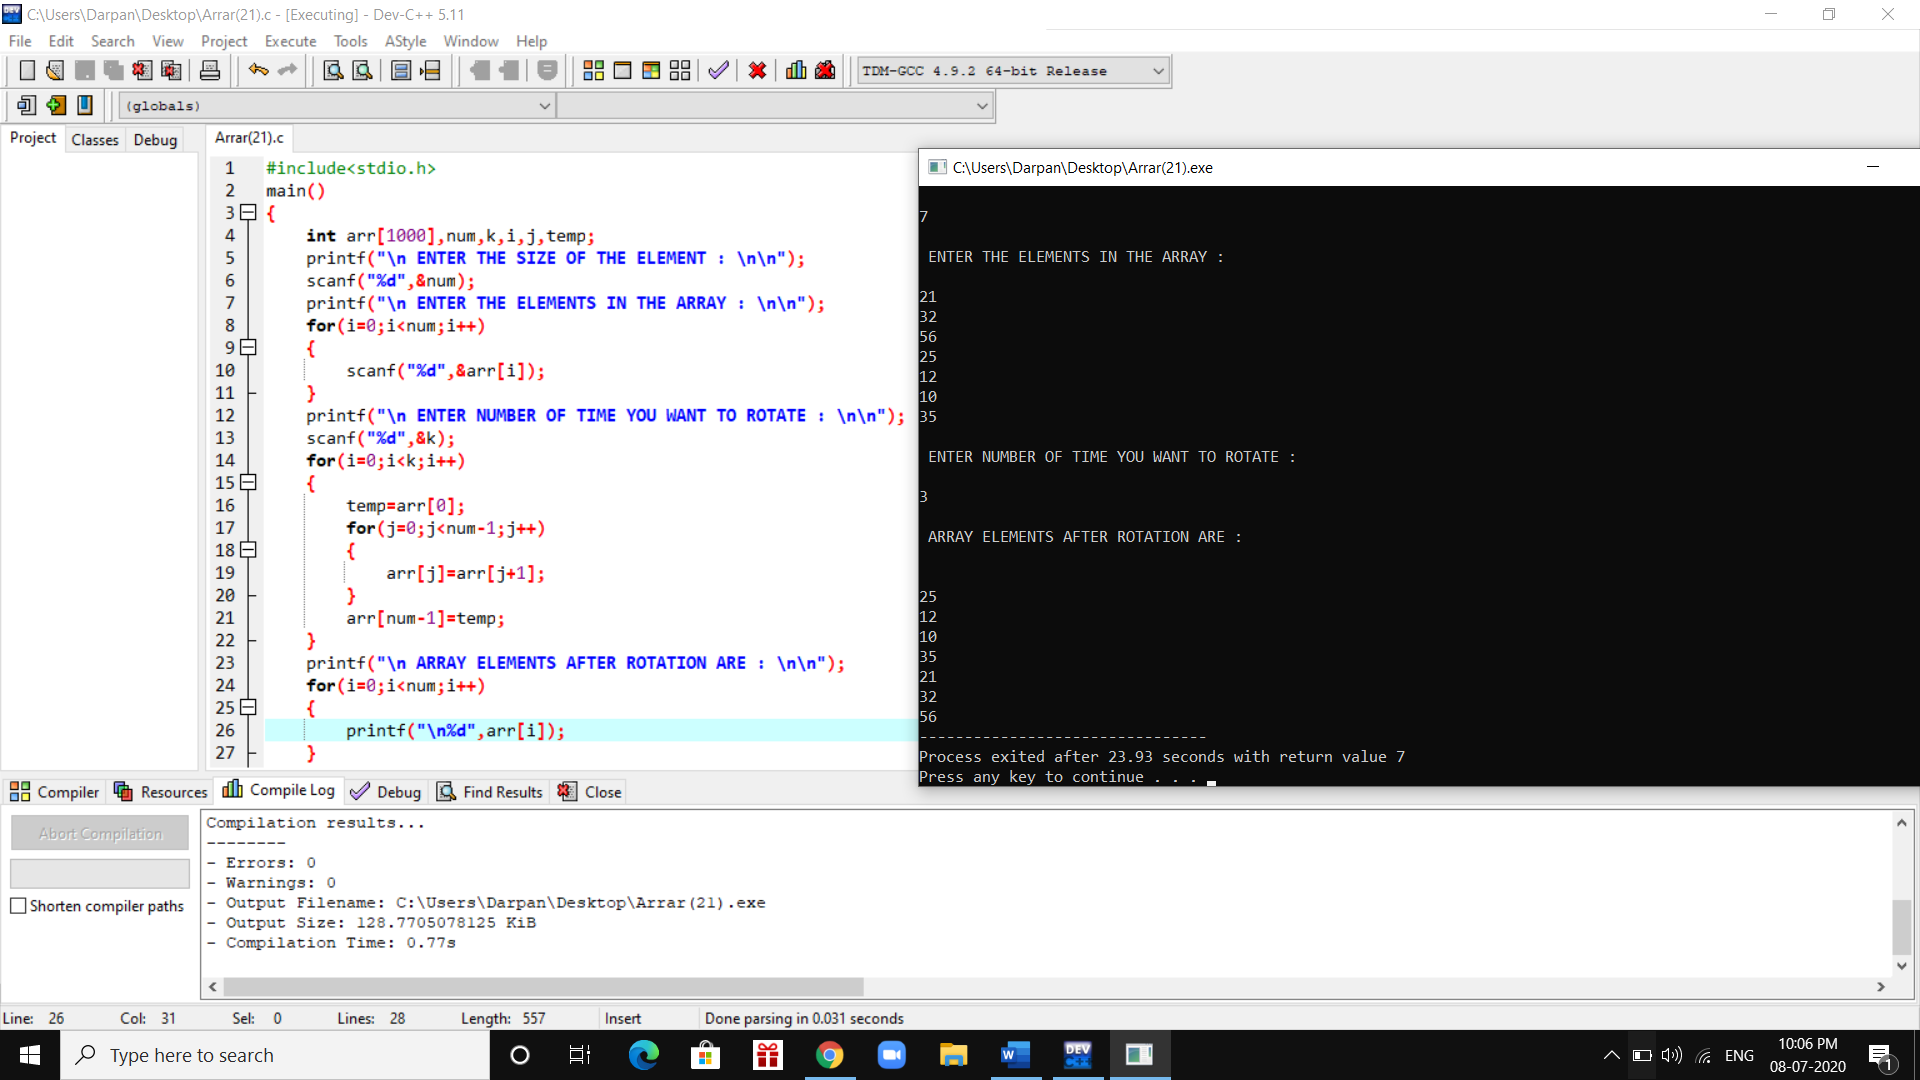 C:\Users\Darpan\Desktop\Arrar(21).c - [Executing] - Dev-C++ 5.11
File Edit Search View Project Execute Tools AStyle Window Help
TDM-GCC 4.9.2 64-bit Release
(globals)
Project Classes Debug
Arrar(21).c
1 #include<stdio.h>
2 main()
3 {
4 int arr[1000],num,k,i,j,temp;
5 printf("\n ENTER THE SIZE OF THE ELEMENT : \n\n");
6 scanf("%d",&num);
7 printf("\n ENTER THE ELEMENTS IN THE ARRAY : \n\n");
8 for(i=0;i<num;i++)
9 {
10 scanf("%d",&arr[i]);
11 }
12 printf("\n ENTER NUMBER OF TIME YOU WANT TO ROTATE : \n\n");
13 scanf("%d",&k);
14 for(i=0;i<k;i++)
15 {
16 temp=arr[0];
17 for(j=0;j<num-1;j++)
18 {
19 arr[j]=arr[j+1];
20 }
21 arr[num-1]=temp;
22 }
23 printf("\n ARRAY ELEMENTS AFTER ROTATION ARE : \n\n");
24 for(i=0;i<num;i++)
25 {
26 printf("\n%d",arr[i]);
27 }
C:\Users\Darpan\Desktop\Arrar(21).exe
7
ENTER THE ELEMENTS IN THE ARRAY :
21
32
56
25
12
10
35
ENTER NUMBER OF TIME YOU WANT TO ROTATE :
3
ARRAY ELEMENTS AFTER ROTATION ARE :
25
12
10
35
21
32
56
--------------------------------
Process exited after 23.93 seconds with return value 7
Press any key to continue . . .
Compiler Resources Compile Log Debug Find Results Close
Abort Compilation
Shorten compiler paths
Compilation results...
--------
- Errors: 0
- Warnings: 0
- Output Filename: C:\Users\Darpan\Desktop\Arrar(21).exe
- Output Size: 128.7705078125 KiB
- Compilation Time: 0.77s
Line: 26 Col: 31 Sel: 0 Lines: 28 Length: 557 Insert Done parsing in 0.031 seconds
Type here to search
DEV C++
ENG
10:06 PM
08-07-2020
1